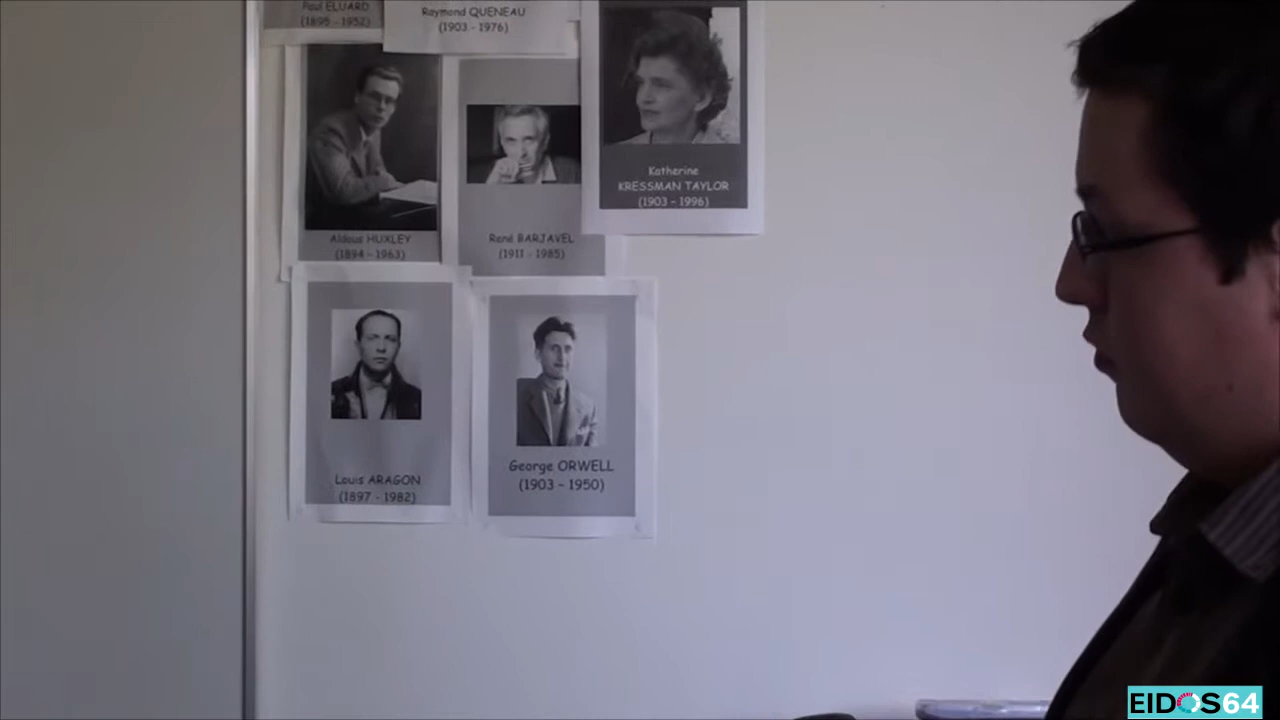 Paul ELUARD
(1895 - 1952)
Raymond QUENEAU
(1903 - 1976)
Katherine
KRESSMAN TAYLOR
(1903 - 1996)
Aldous HUXLEY
(1894 - 1963)
René BARJAVEL
(1911 - 1985)
Louis ARAGON
(1897 - 1982)
George ORWELL
(1903 - 1950)
EIDOS64